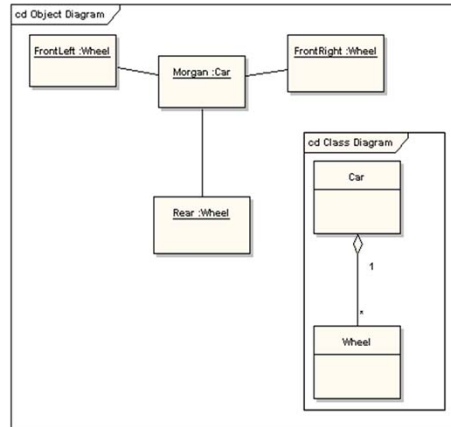 cd Object Diagram
FrontLeft :Wheel
FrontRight :Wheel
Morgan :Car
Rear :Wheel
cd Class Diagram
Car
1
*
Wheel